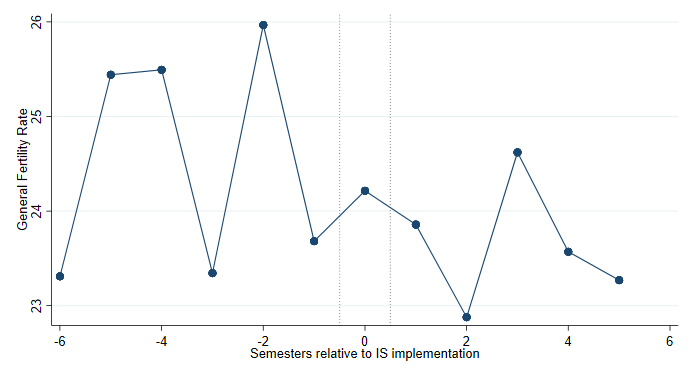 General Fertility Rate
26
25
24
23
-6 -4 -2 0 2 4 6
Semesters relative to IS implementation